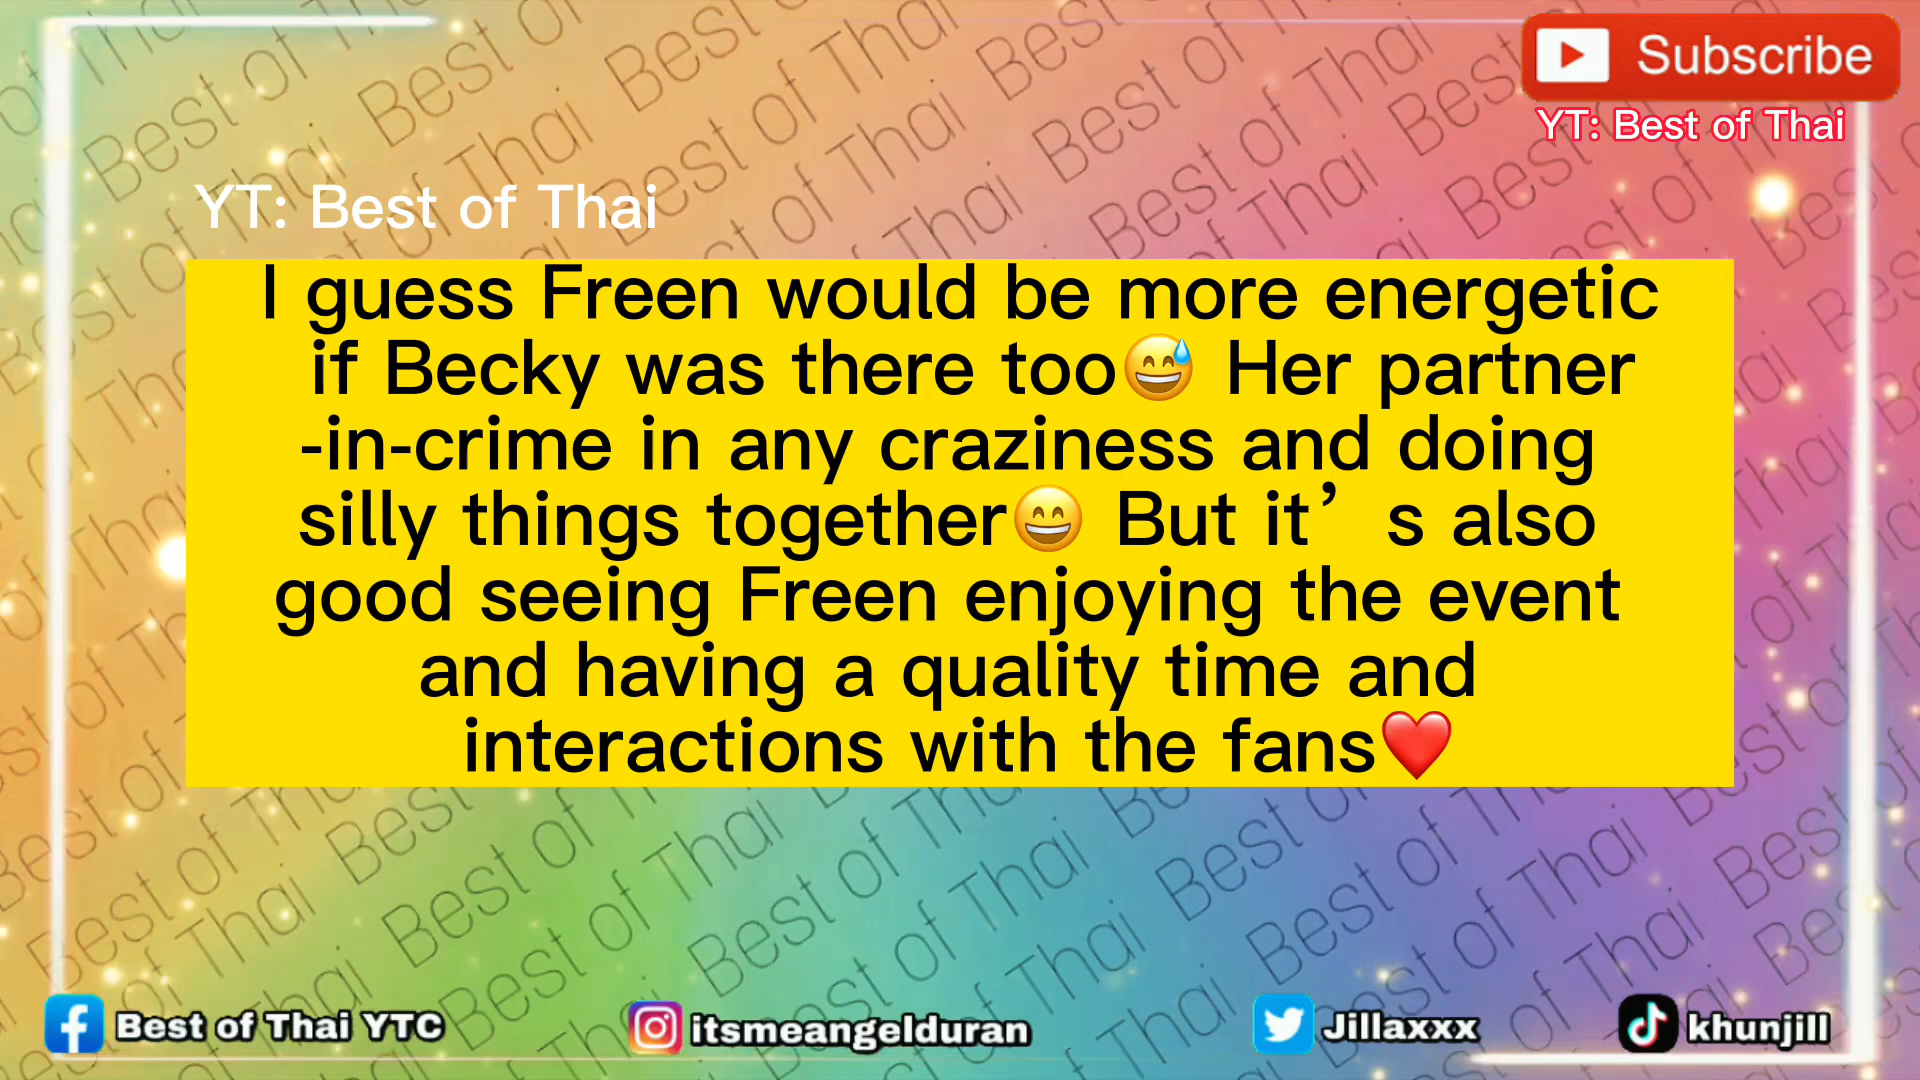 Subscribe
YT: Best of Thai
YT: Best of Thai
I guess Freen would be more energetic
if Becky was there too😅 Her partner
-in-crime in any craziness and doing
silly things together😄 But it’s also
good seeing Freen enjoying the event
and having a quality time and
interactions with the fans❤️
Best of Thai YTC
itsmeangelduran
Jillaxxx
khunjill
Best of Thai